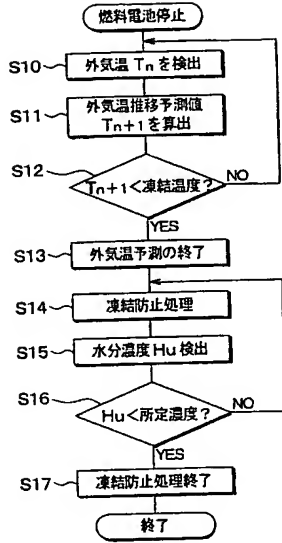 燃料電池停止
S10
外気温 Tnを検出
S11
外気温推移予測値
Tn+1を算出
S12
Tn+1<凍結温度?
NO
YES
S13
外気温予測の終了
S14
凍結防止処理
S15
水分濃度 Hu 検出
S16
Hu<所定濃度?
NO
YES
S17
凍結防止処理終了
終了